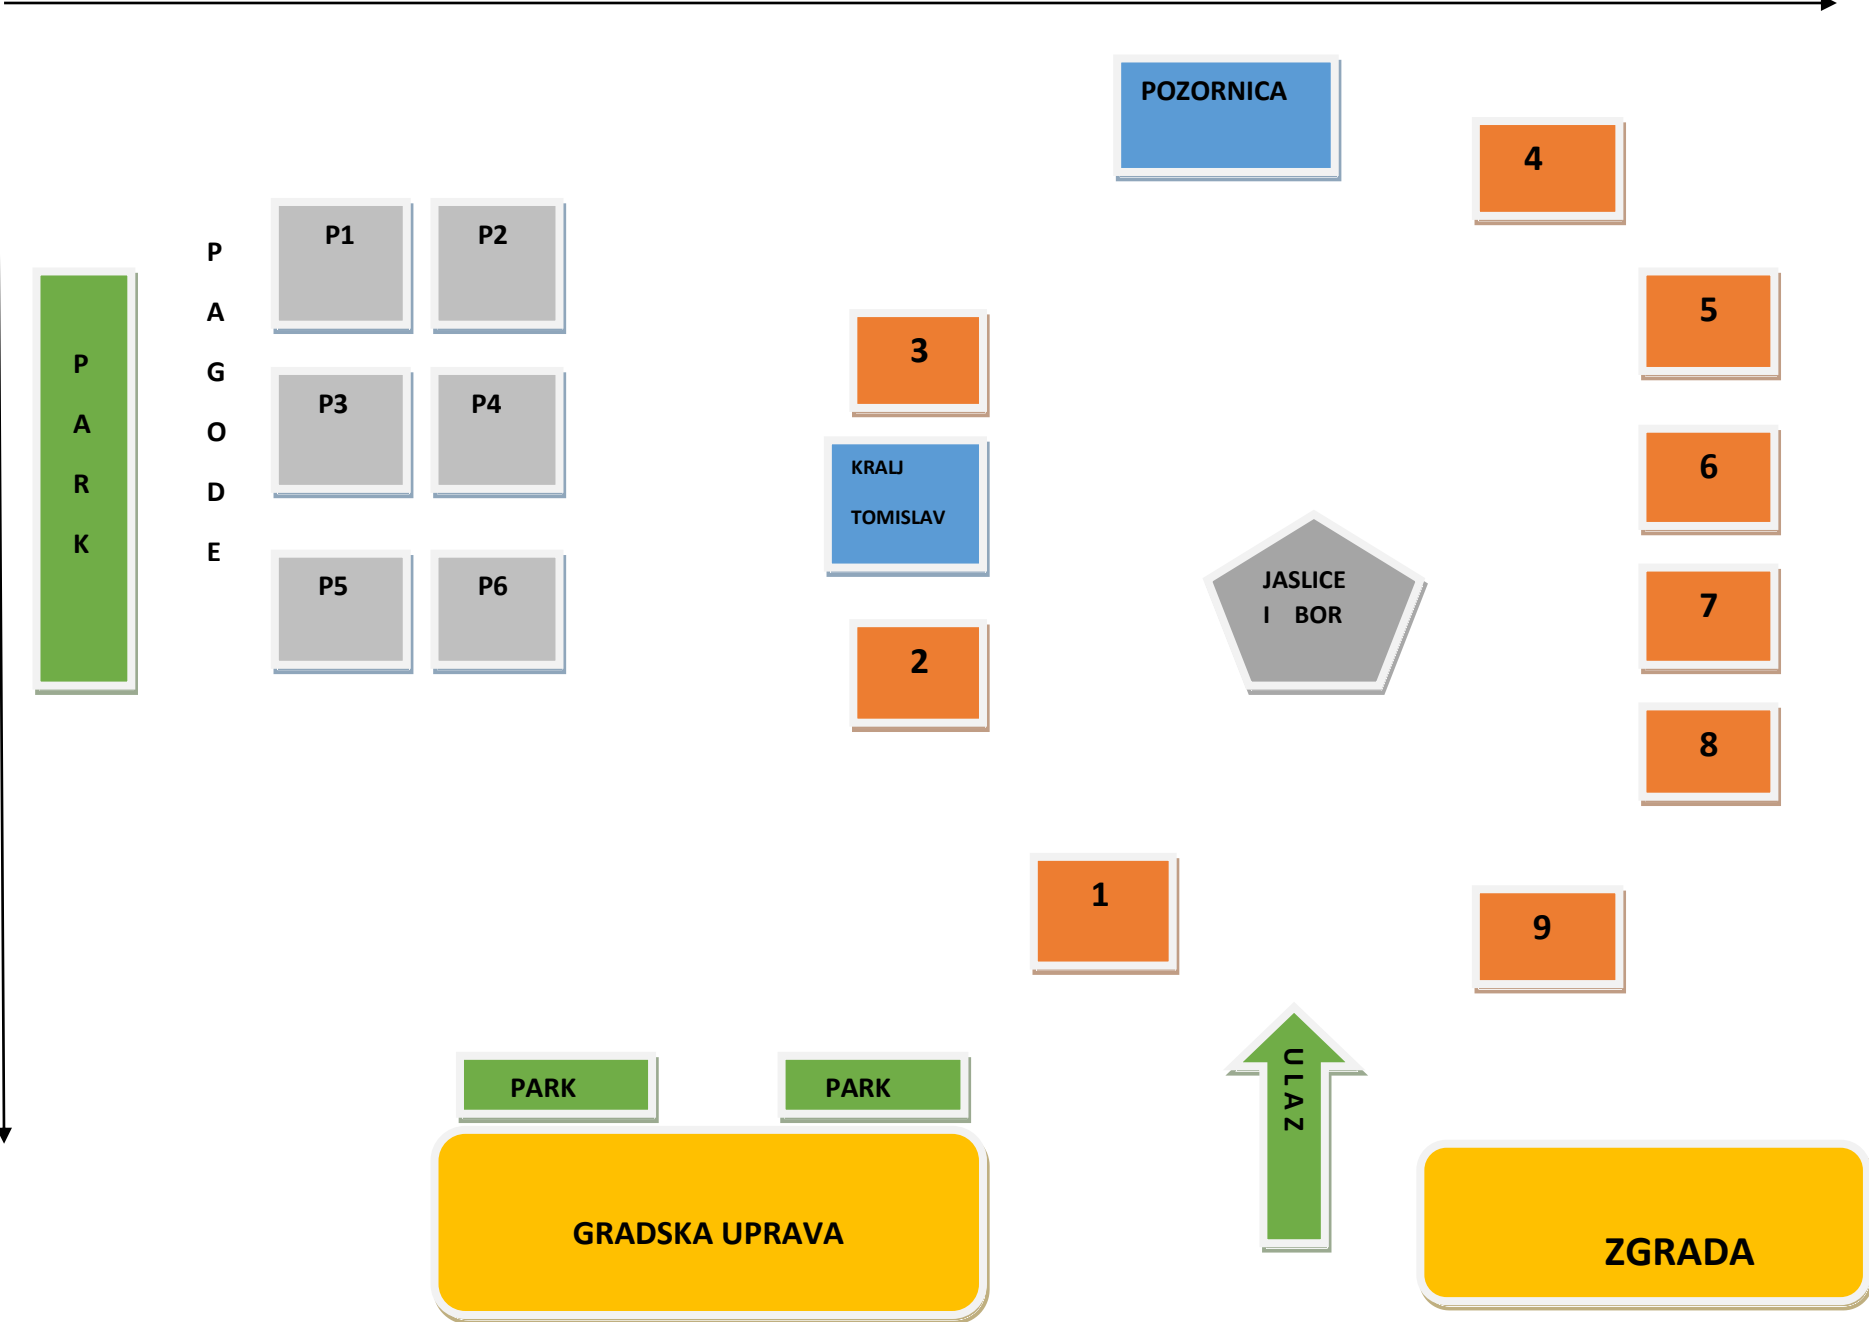 POZORNICA
4
P
A
G
O
D
E
P1
P2
P
A
R
K
5
3
P3
P4
KRALJ
TOMISLAV
6
P5
P6
JASLICE
I BOR
7
2
8
1
9
PARK
PARK
ULAZ
GRADSKA UPRAVA
ZGRADA